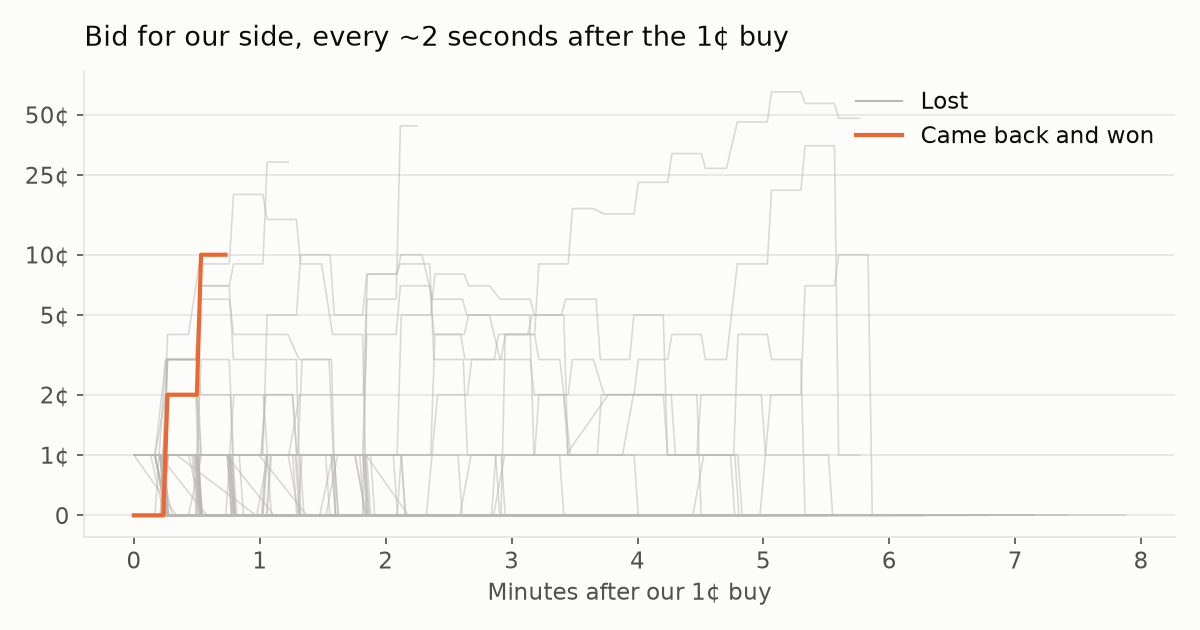 Bid for our side, every ~2 seconds after the 1¢ buy
Lost
Came back and won
50¢
25¢
10¢
5¢
2¢
1¢
0
0 1 2 3 4 5 6 7 8
Minutes after our 1¢ buy